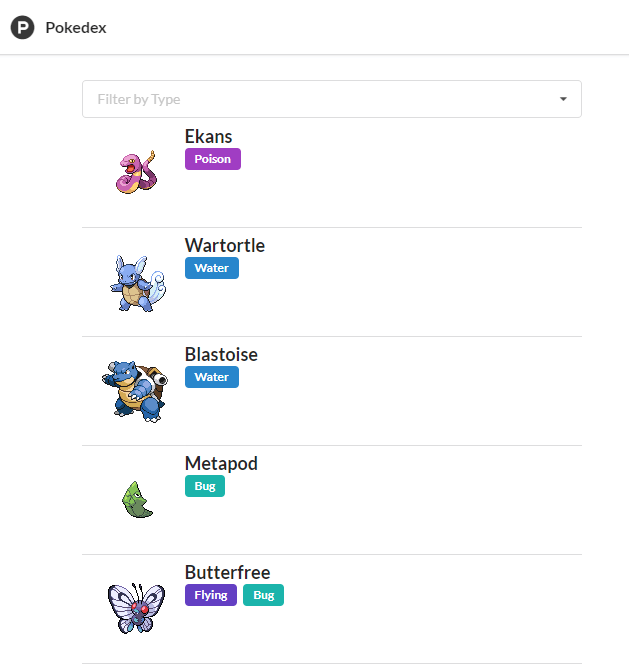 P Pokedex
Filter by Type
Ekans
Poison
Wartortle
Water
Blastoise
Water
Metapod
Bug
Butterfree
Flying Bug